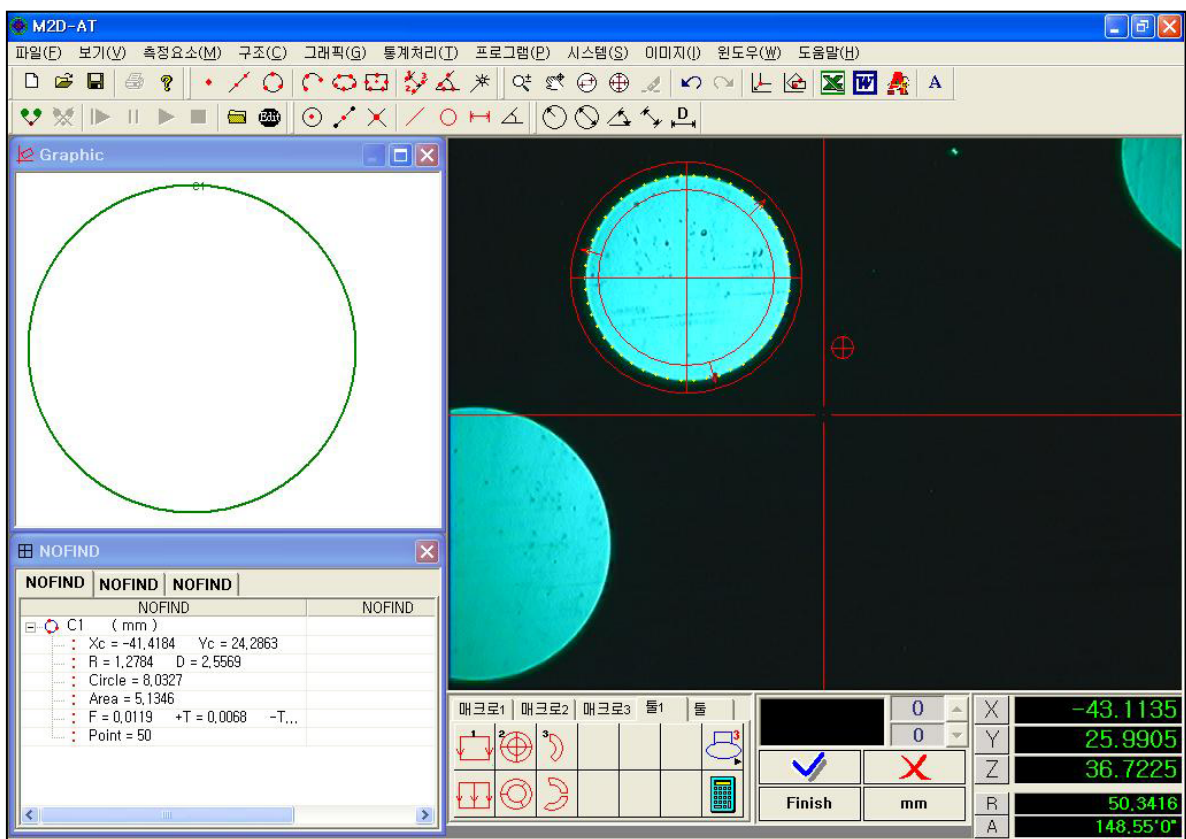 M2D-AT
파일(F) 보기(V) 측정요소(M) 구조(C) 그래픽(G) 통계처리(T) 프로그램(P) 시스템(S) 이미지(I) 윈도우(W) 도움말(H)
W A
Edit D
Graphic
C1
NOFIND
NOFIND NOFIND NOFIND
NOFIND NOFIND
C1 ( mm )
Xc = -41,4184 Yc = 24,2863
R = 1,2784 D = 2,5569
Circle = 8,0327
Area = 5,1346
F = 0,0119 +T = 0,0068 -T...
Point = 50
매크로1 매크로2 매크로3 툴1 툴
1 2 3 3
0
0
Finish mm
X -43.1135
Y 25.9905
Z 36.7225
R 50,3416
A 148,55'0"